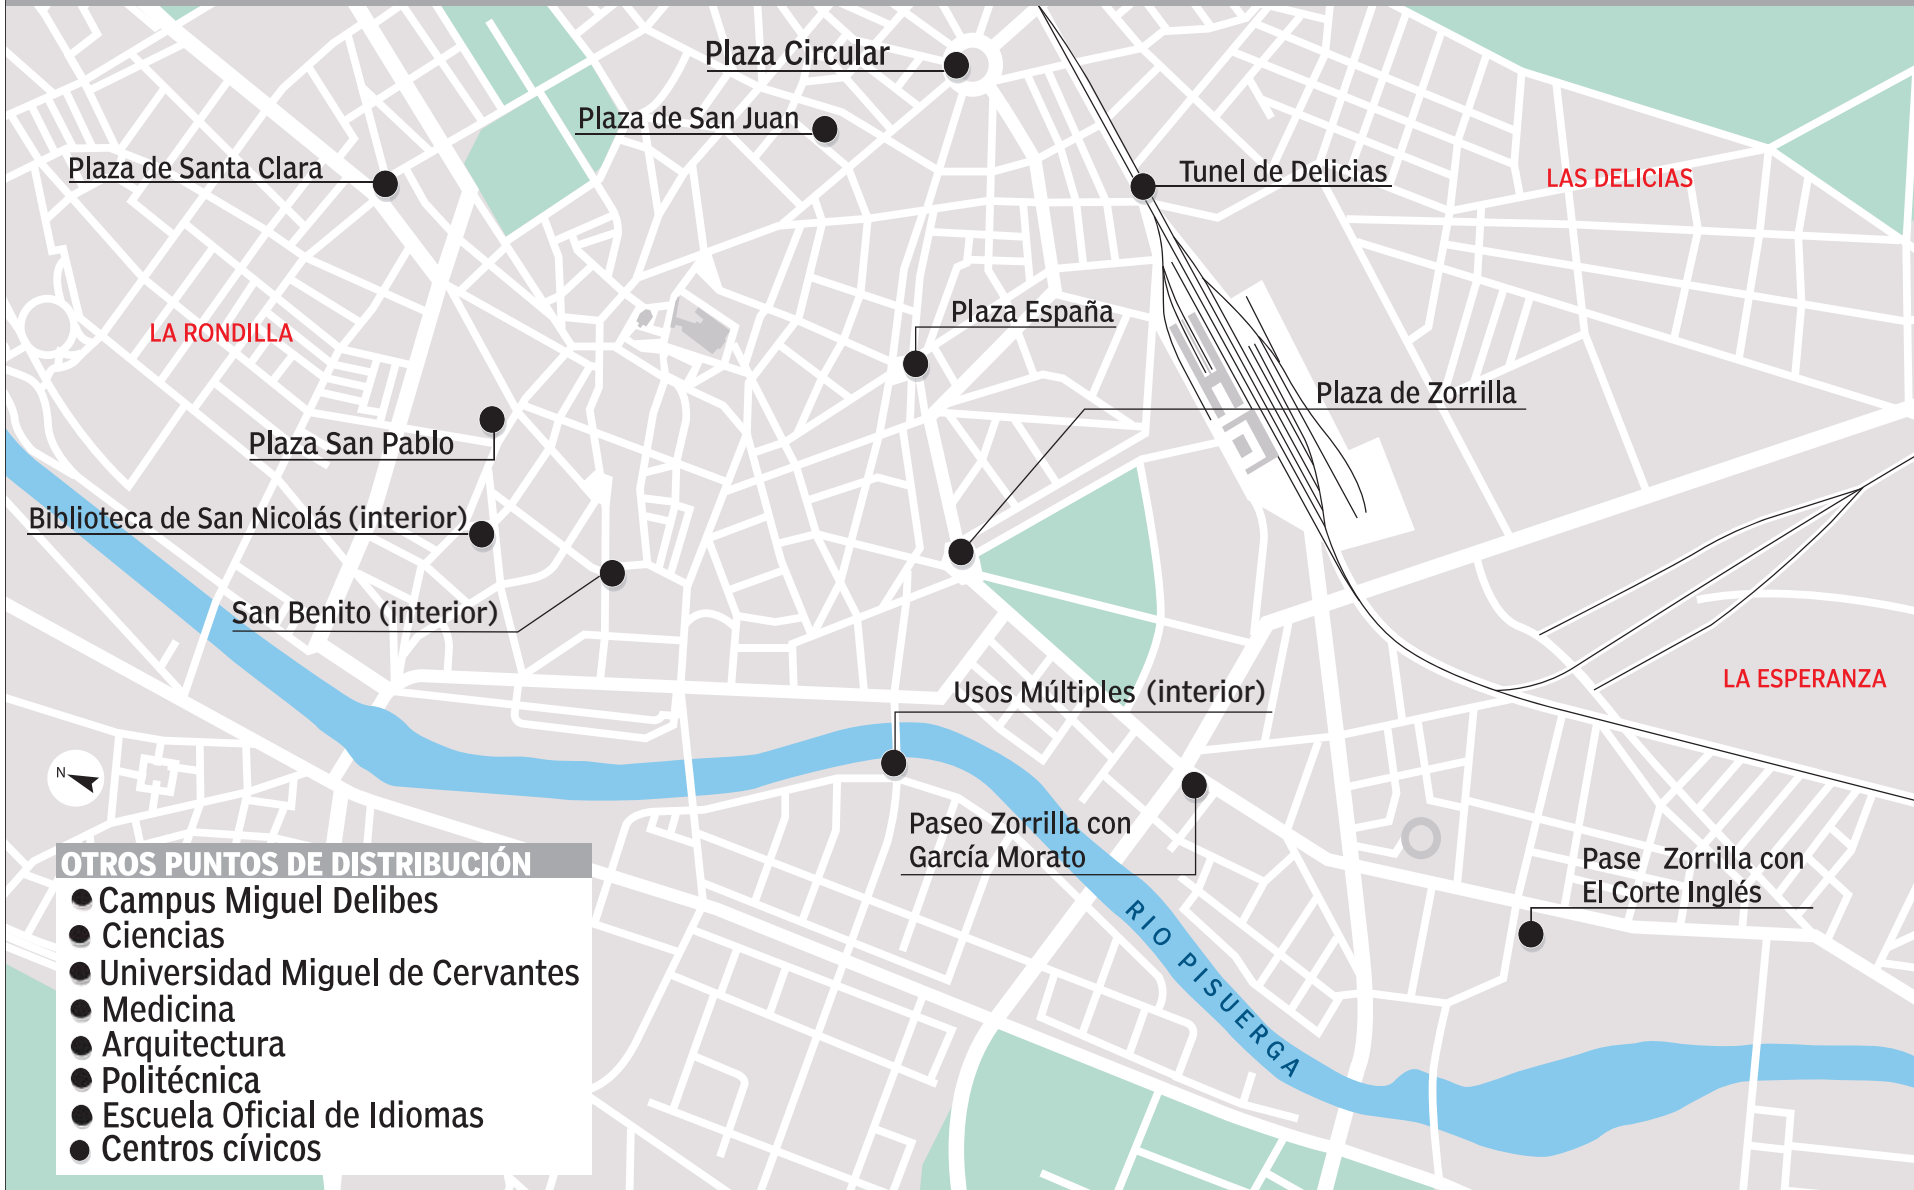 Plaza Circular
Plaza de San Juan
Plaza de Santa Clara
Tunel de Delicias
LAS DELICIAS
Plaza España
LA RONDILLA
Plaza de Zorrilla
Plaza San Pablo
Biblioteca de San Nicolás (interior)
San Benito (interior)
LA ESPERANZA
Usos Múltiples (interior)
N
Paseo Zorrilla con
García Morato
Pase Zorrilla con
El Corte Inglés
RIO PISUERGA
OTROS PUNTOS DE DISTRIBUCIÓN
Campus Miguel Delibes
Ciencias
Universidad Miguel de Cervantes
Medicina
Arquitectura
Politécnica
Escuela Oficial de Idiomas
Centros cívicos